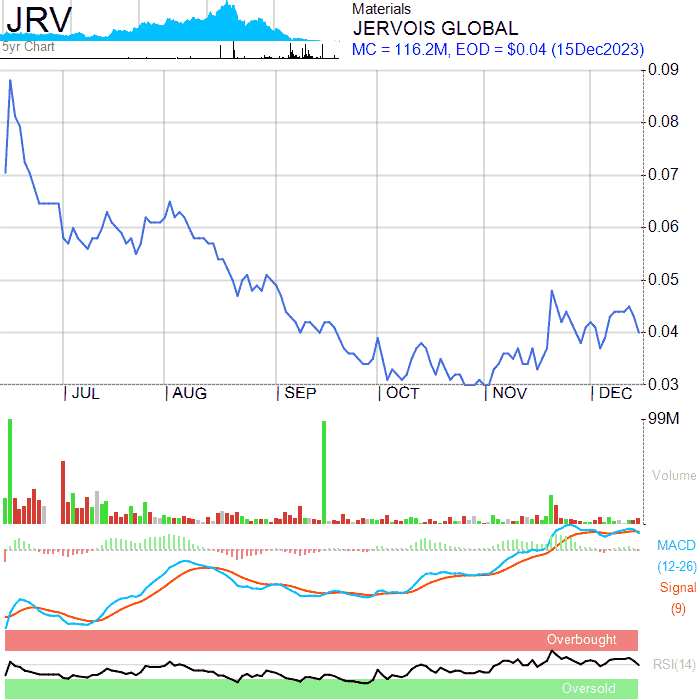 JRV
5yr Chart
Materials
JERVOIS GLOBAL
MC = 116.2M, EOD = $0.04 (15Dec2023)
0.09
0.08
0.07
0.06
0.05
0.04
0.03
JUL AUG SEP OCT NOV DEC
99M
Volume
MACD
(12-26)
Signal
(9)
Overbought
RSI(14)
Oversold